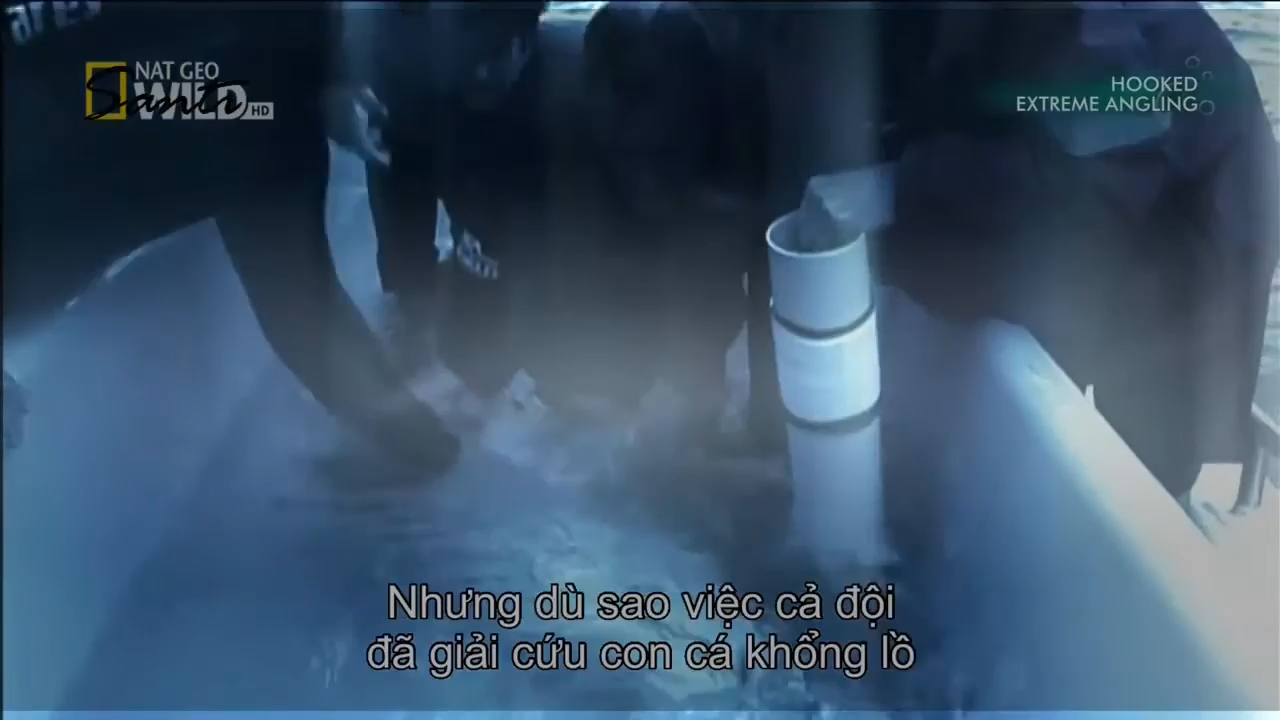 NAT GEO
WILD HD
Santi
HOOKED
EXTREME ANGLING
Nhưng dù sao việc cả đội
đã giải cứu con cá khổng lồ